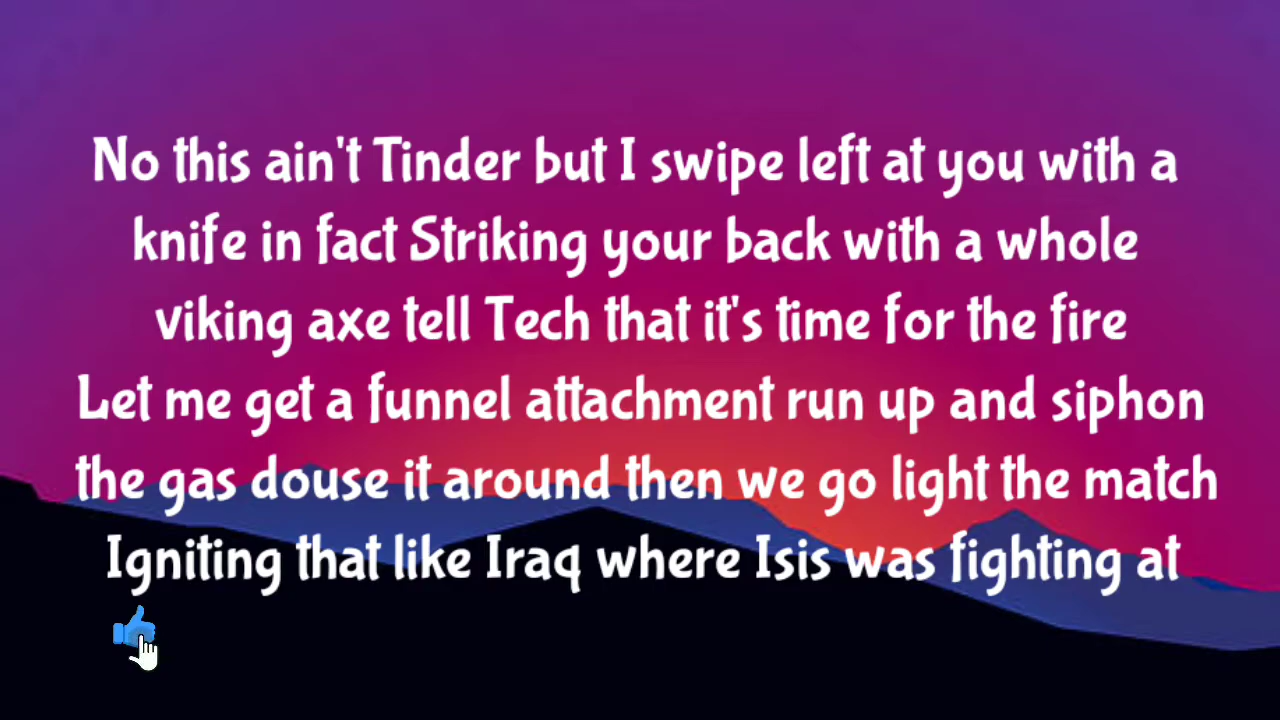 No this ain't Tinder but I swipe left at you with a
knife in fact Striking your back with a whole
viking axe tell Tech that it's time for the fire
Let me get a funnel attachment run up and siphon
the gas douse it around then we go light the match
Igniting that like Iraq where Isis was fighting at